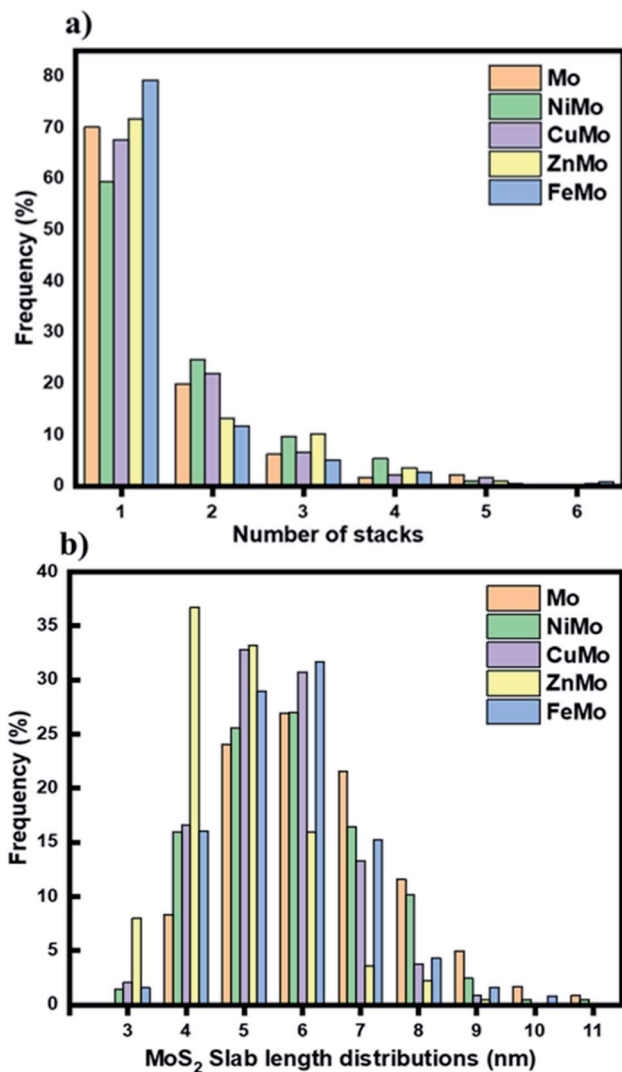 a)
Frequency (%)
80
70
60
50
40
30
20
10
0
Mo
NiMo
CuMo
ZnMo
FeMo
1 2 3 4 5 6
Number of stacks
b)
Frequency (%)
40
35
30
25
20
15
10
5
0
Mo
NiMo
CuMo
ZnMo
FeMo
3 4 5 6 7 8 9 10 11
MoS₂ Slab length distributions (nm)